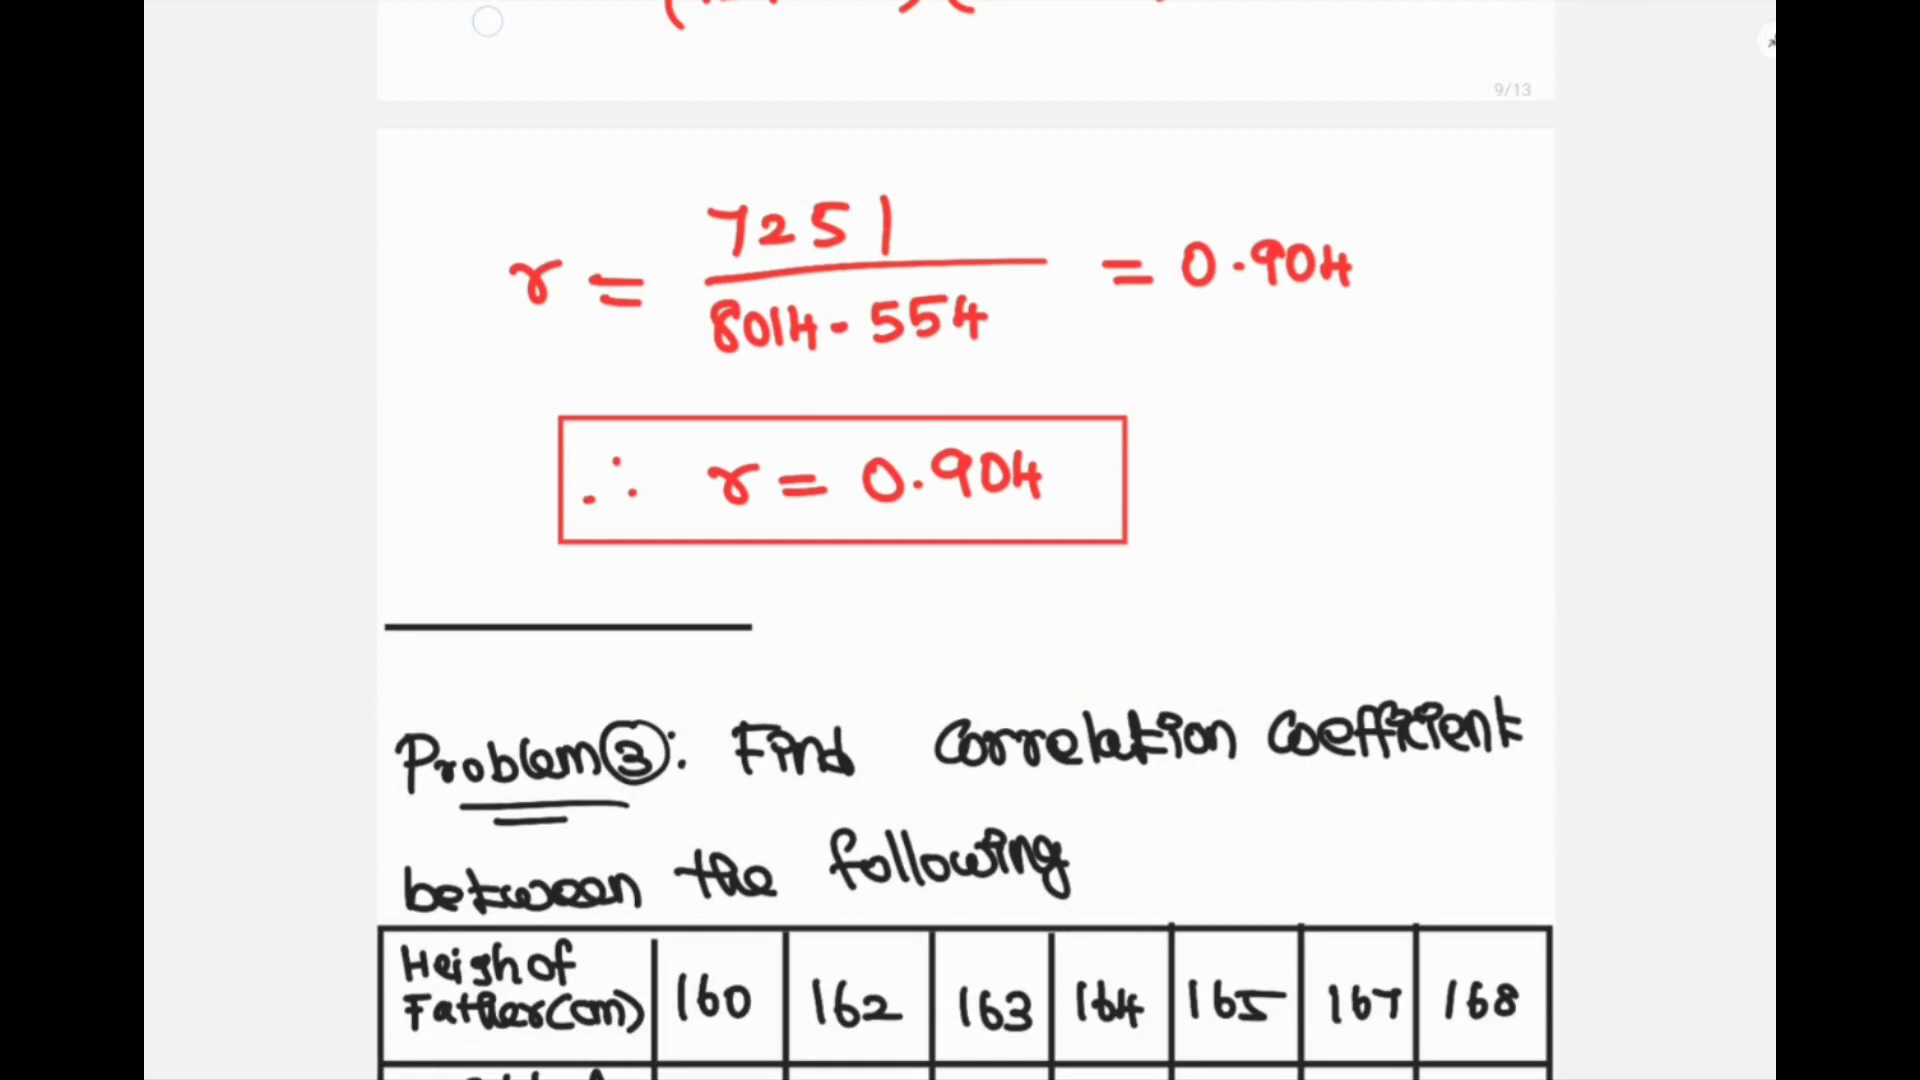 9/13
r = 7251 / 8014.554 = 0.904
∴ r = 0.904
Problem ③: Find Correlation Coefficient
between the following
Heigh of
Father(cm) 160 162 163 164 165 167 168